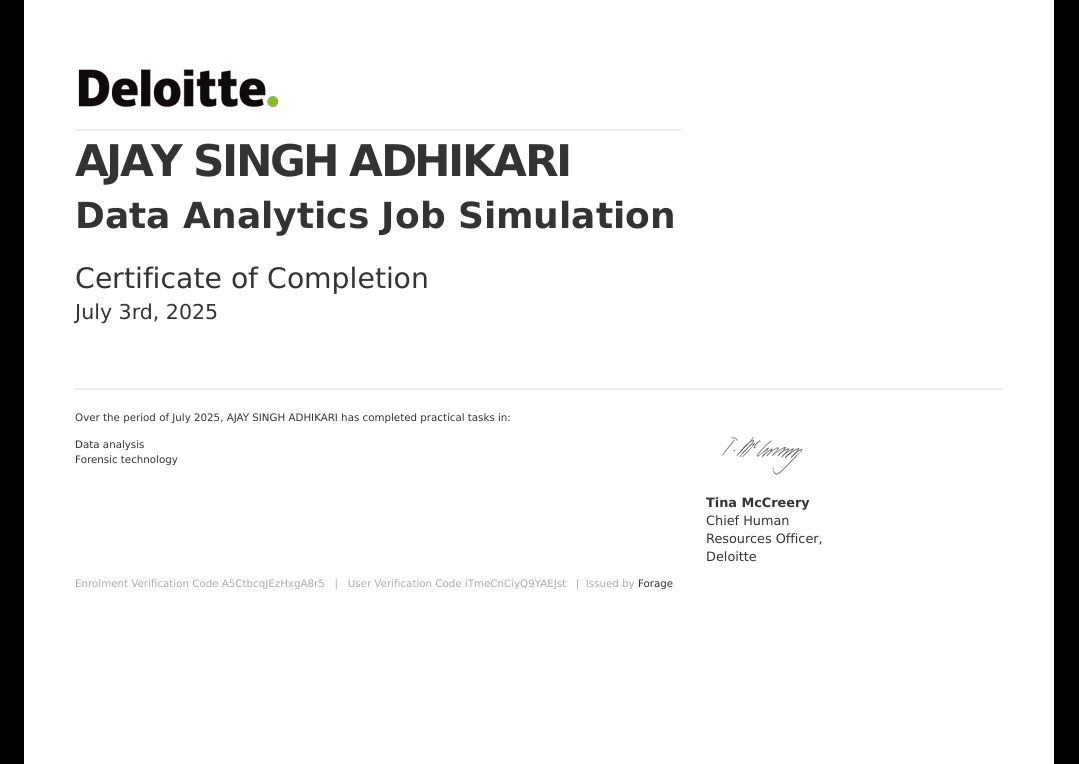 Deloitte.
AJAY SINGH ADHIKARI
Data Analytics Job Simulation
Certificate of Completion
July 3rd, 2025
Over the period of July 2025, AJAY SINGH ADHIKARI has completed practical tasks in:
Data analysis
Forensic technology
T. McCreery
Tina McCreery
Chief Human
Resources Officer,
Deloitte
Enrolment Verification Code A5CtbcqJEzHxgA8r5 | User Verification Code iTmeCnCiyQ9YAEJst | Issued by Forage